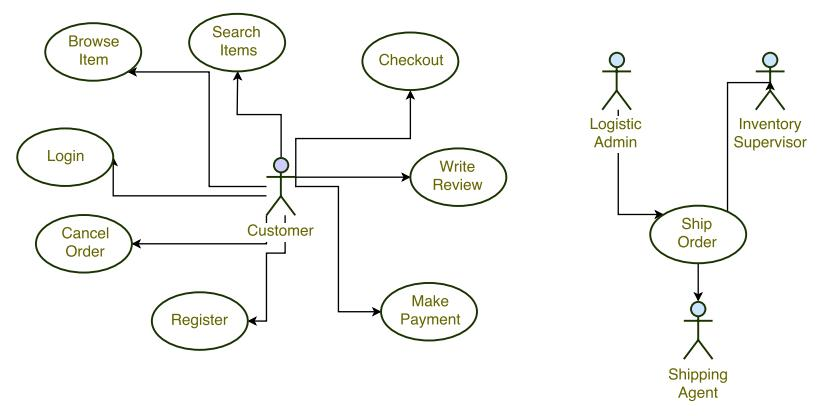 Browse
Item
Search
Items
Checkout
Login
Write
Review
Cancel
Order
Customer
Register
Make
Payment
Logistic
Admin
Inventory
Supervisor
Ship
Order
Shipping
Agent